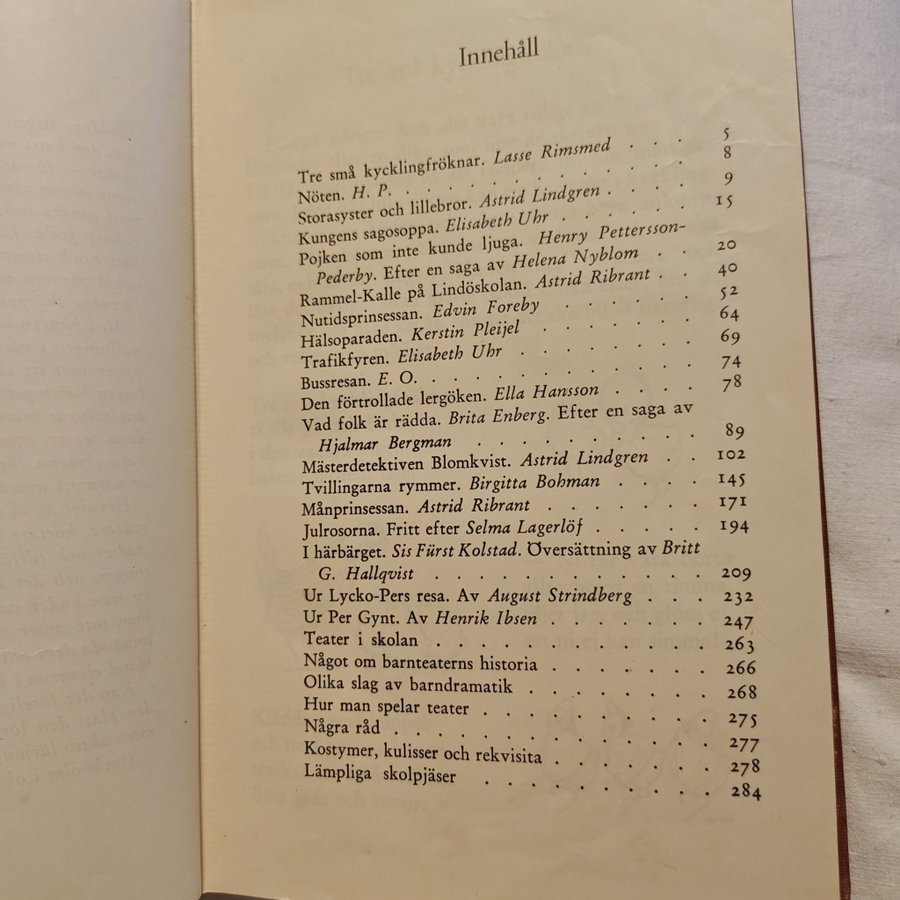 Innehåll
Tre små kycklingfröknar. Lasse Rimsmed . . . 5
Nöten. H. P. . . . . . . . . . . . . 8
Storasyster och lillebror. Astrid Lindgren . . . . 9
Kungens sagosoppa. Elisabeth Uhr . . . . . . 15
Pojken som inte kunde ljuga. Henry Pettersson-
Pederby. Efter en saga av Helena Nyblom . . 20
Rammel-Kalle på Lindöskolan. Astrid Ribrant . . 40
Nutidsprinsessan. Edvin Foreby . . . . . . 52
Hälsoparaden. Kerstin Pleijel . . . . . . . 64
Trafikfyren. Elisabeth Uhr . . . . . . . . 69
Bussresan. E. O. . . . . . . . . . . . 74
Den förtrollade lergöken. Ella Hansson . . . . 78
Vad folk är rädda. Brita Enberg. Efter en saga av
Hjalmar Bergman . . . . . . . . . . 89
Mästerdetektiven Blomkvist. Astrid Lindgren . . 102
Tvillingarna rymmer. Birgitta Bohman . . . . 145
Månprinsessan. Astrid Ribrant . . . . . . . 171
Julrosorna. Fritt efter Selma Lagerlöf . . . . . 194
I härbärget. Sis Fürst Kolstad. Översättning av Britt
G. Hallqvist . . . . . . . . . . . . 209
Ur Lycko-Pers resa. Av August Strindberg . . . 232
Ur Per Gynt. Av Henrik Ibsen . . . . . . . 247
Teater i skolan . . . . . . . . . . . . 263
Något om barnteaterns historia . . . . . . . 266
Olika slag av barndramatik . . . . . . . . 268
Hur man spelar teater . . . . . . . . . . 275
Några råd . . . . . . . . . . . . . . 277
Kostymer, kulisser och rekvisita . . . . . . . 278
Lämpliga skolpjäser . . . . . . . . . . 284